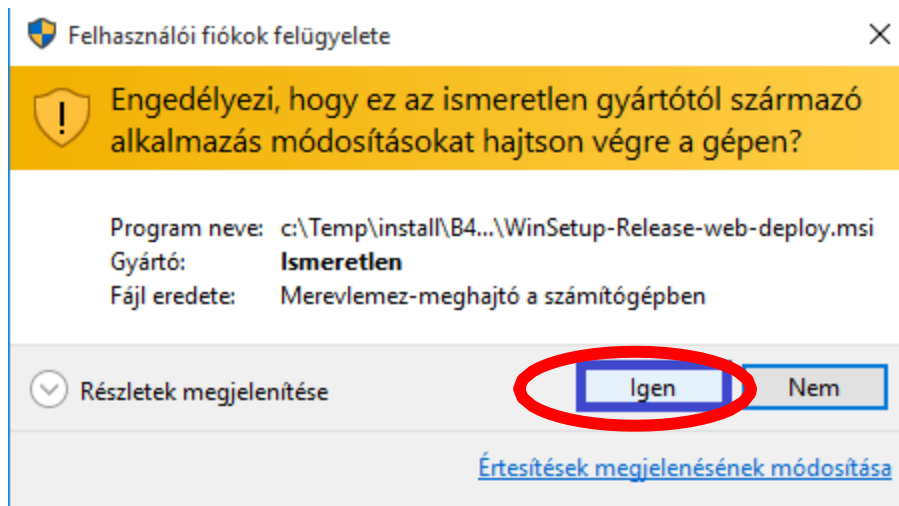 Felhasználói fiókok felügyelete
Engedélyezi, hogy ez az ismeretlen gyártótól származó
alkalmazás módosításokat hajtson végre a gépen?
Program neve: c:\Temp\install\B4...\WinSetup-Release-web-deploy.msi
Gyártó: Ismeretlen
Fájl eredete: Merevlemez-meghajtó a számítógépben
Részletek megjelenítése Igen Nem
Értesítések megjelenésének módosítása